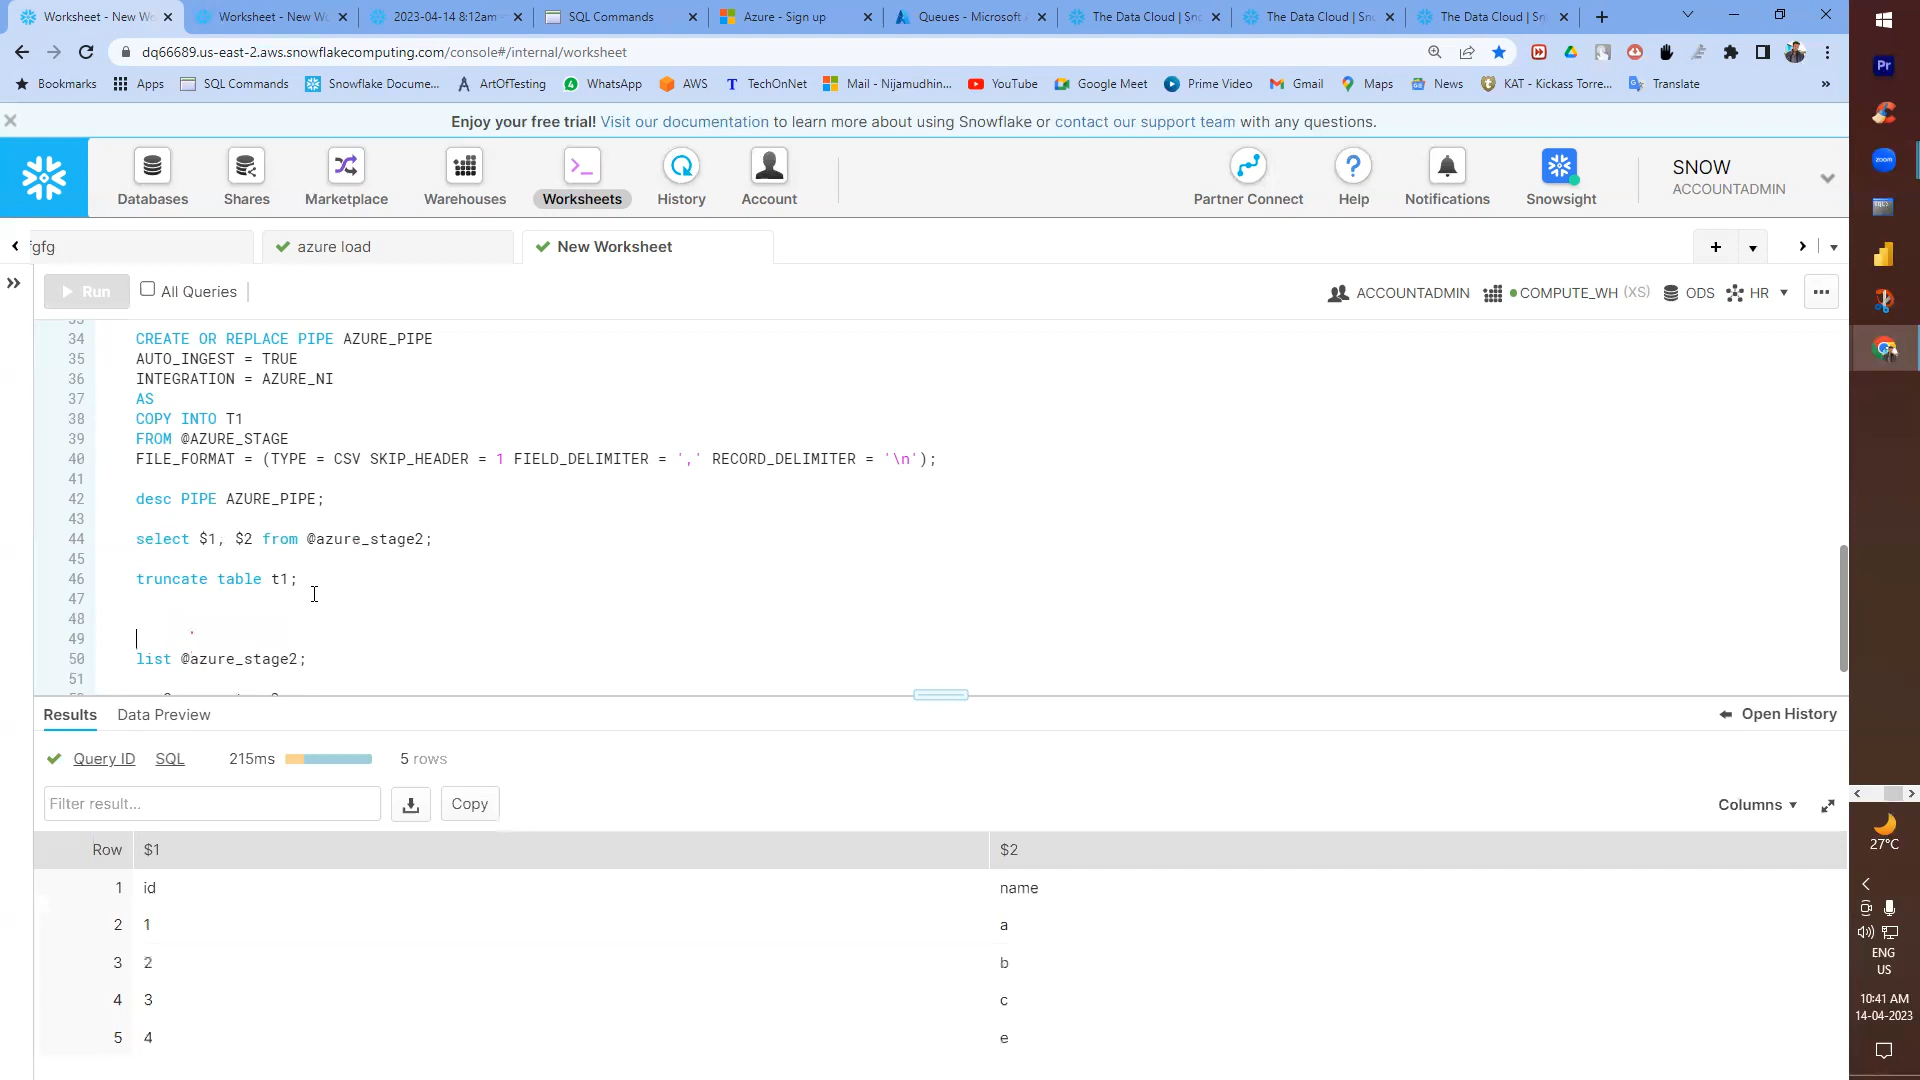 Worksheet - New Wo
Worksheet - New Wo
2023-04-14 8:12am
SQL Commands
Azure - Sign up
Queues - Microsoft A
The Data Cloud | Sno
The Data Cloud | Sno
The Data Cloud | Sno
dq66689.us-east-2.aws.snowflakecomputing.com/console#/internal/worksheet
Bookmarks
Apps
SQL Commands
Snowflake Docume...
ArtOfTesting
WhatsApp
AWS
TechOnNet
Mail - Nijamudhin...
YouTube
Google Meet
Prime Video
Gmail
Maps
News
KAT - Kickass Torre...
Translate
Enjoy your free trial! Visit our documentation to learn more about using Snowflake or contact our support team with any questions.
Databases
Shares
Marketplace
Warehouses
Worksheets
History
Account
Partner Connect
Help
Notifications
Snowsight
SNOW
ACCOUNTADMIN
fgfg
azure load
New Worksheet
Run
All Queries
ACCOUNTADMIN
COMPUTE_WH (XS)
ODS
HR
34 CREATE OR REPLACE PIPE AZURE_PIPE
35 AUTO_INGEST = TRUE
36 INTEGRATION = AZURE_NI
37 AS
38 COPY INTO T1
39 FROM @AZURE_STAGE
40 FILE_FORMAT = (TYPE = CSV SKIP_HEADER = 1 FIELD_DELIMITER = ',' RECORD_DELIMITER = '\n');
41
42 desc PIPE AZURE_PIPE;
43
44 select $1, $2 from @azure_stage2;
45
46 truncate table t1;
47
48
49
50 list @azure_stage2;
51
Results
Data Preview
Open History
Query ID
SQL
215ms
5 rows
Filter result...
Copy
Columns
Row $1 $2
1 id name
2 1 a
3 2 b
4 3 c
5 4 e
Pr
zoom
SQL
27°C
ENG
US
10:41 AM
14-04-2023